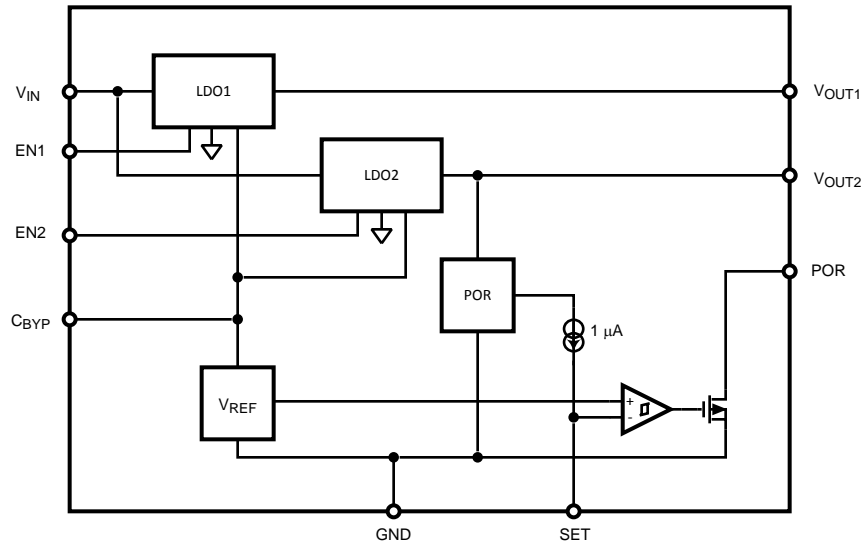 LDO1
VIN
VOUT1
EN1
LDO2
VOUT2
EN2
POR
POR
CBYP
1 μA
VREF
+
-
GND
SET